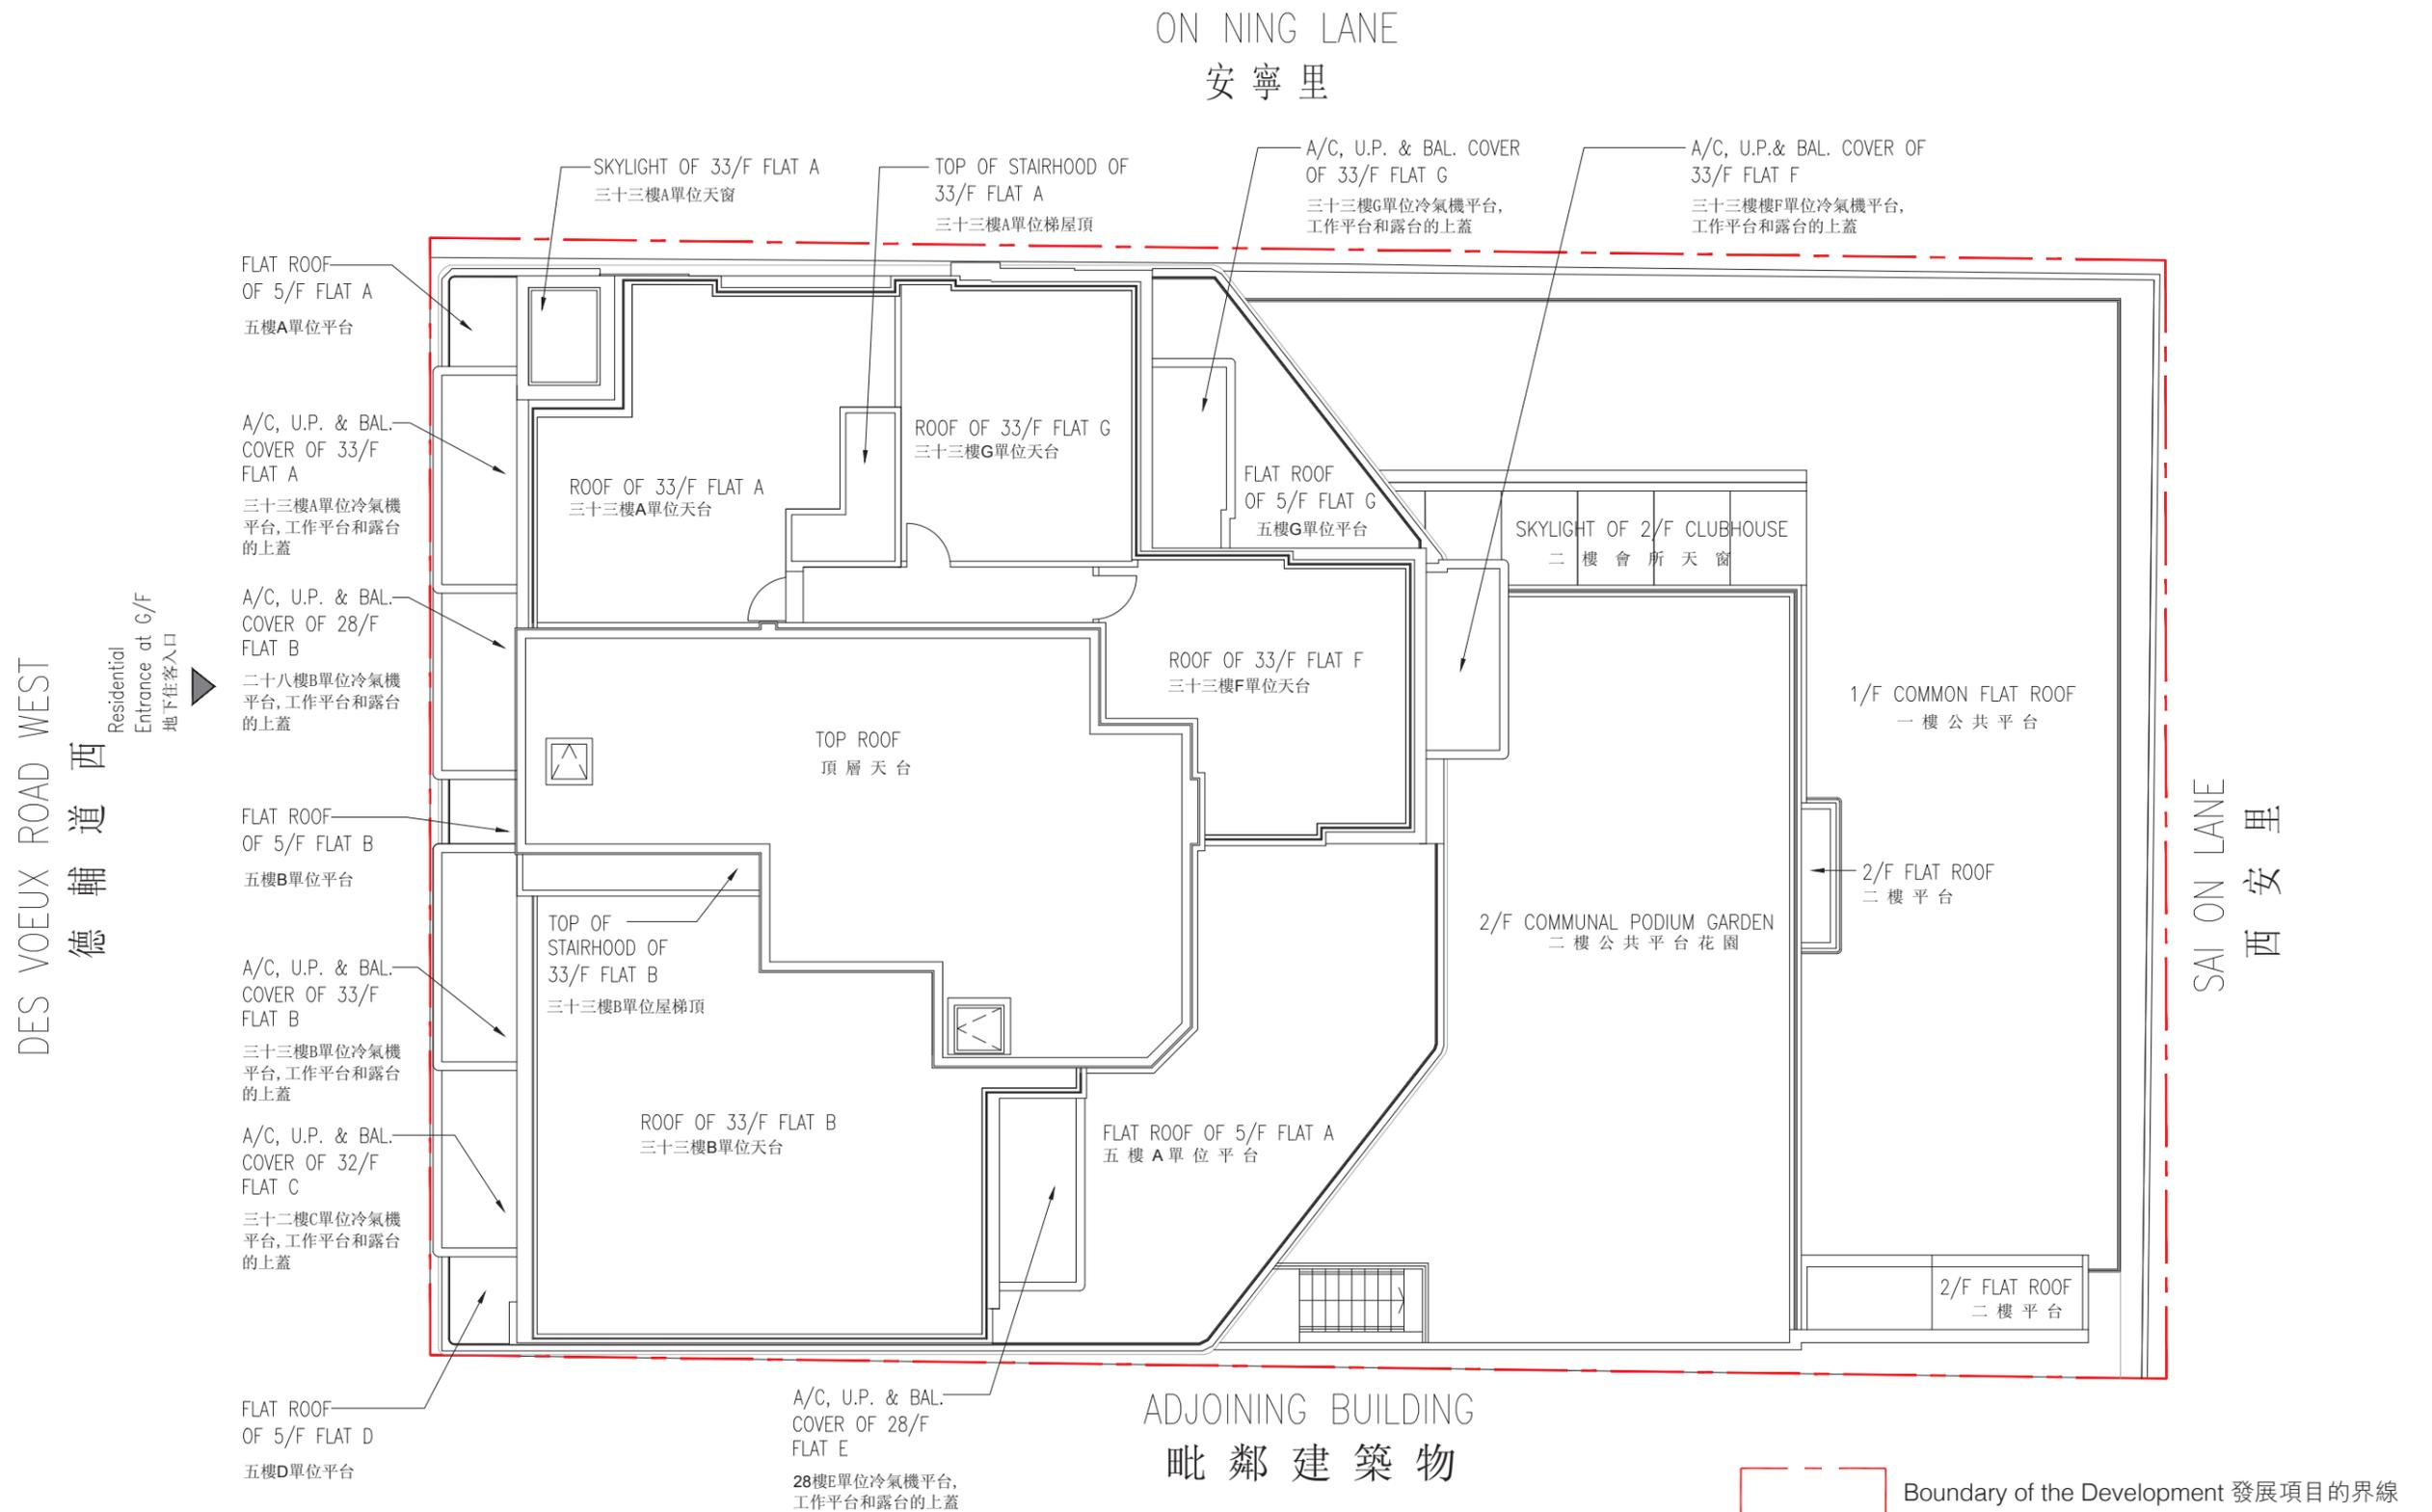 ON NING LANE
安寧里
SKYLIGHT OF 33/F FLAT A
三十三樓A單位天窗
TOP OF STAIRHOOD OF
33/F FLAT A
三十三樓A單位梯屋頂
A/C, U.P. & BAL. COVER
OF 33/F FLAT G
三十三樓G單位冷氣機平台,
工作平台和露台的上蓋
A/C, U.P.& BAL. COVER OF
33/F FLAT F
三十三樓樓F單位冷氣機平台,
工作平台和露台的上蓋
FLAT ROOF
OF 5/F FLAT A
五樓A單位平台
A/C, U.P. & BAL.
COVER OF 33/F
FLAT A
三十三樓A單位冷氣機
平台,工作平台和露台
的上蓋
A/C, U.P. & BAL.
COVER OF 28/F
FLAT B
二十八樓B單位冷氣機
平台,工作平台和露台
的上蓋
FLAT ROOF
OF 5/F FLAT B
五樓B單位平台
A/C, U.P. & BAL.
COVER OF 33/F
FLAT B
三十三樓B單位冷氣機
平台,工作平台和露台
的上蓋
A/C, U.P. & BAL.
COVER OF 32/F
FLAT C
三十二樓C單位冷氣機
平台,工作平台和露台
的上蓋
FLAT ROOF
OF 5/F FLAT D
五樓D單位平台
DES VOEUX ROAD WEST
德輔道西
Residential
Entrance at G/F
地下住客入口
ROOF OF 33/F FLAT A
三十三樓A單位天台
ROOF OF 33/F FLAT G
三十三樓G單位天台
FLAT ROOF
OF 5/F FLAT G
五樓G單位平台
SKYLIGHT OF 2/F CLUBHOUSE
二樓會所天窗
ROOF OF 33/F FLAT F
三十三樓F單位天台
TOP ROOF
頂層天台
1/F COMMON FLAT ROOF
一樓公共平台
2/F FLAT ROOF
二樓平台
TOP OF
STAIRHOOD OF
33/F FLAT B
三十三樓B單位屋梯頂
2/F COMMUNAL PODIUM GARDEN
二樓公共平台花園
ROOF OF 33/F FLAT B
三十三樓B單位天台
FLAT ROOF OF 5/F FLAT A
五樓A單位平台
2/F FLAT ROOF
二樓平台
SAI ON LANE
西安里
A/C, U.P. & BAL.
COVER OF 28/F
FLAT E
28樓E單位冷氣機平台,
工作平台和露台的上蓋
ADJOINING BUILDING
毗鄰建築物
Boundary of the Development 發展項目的界線